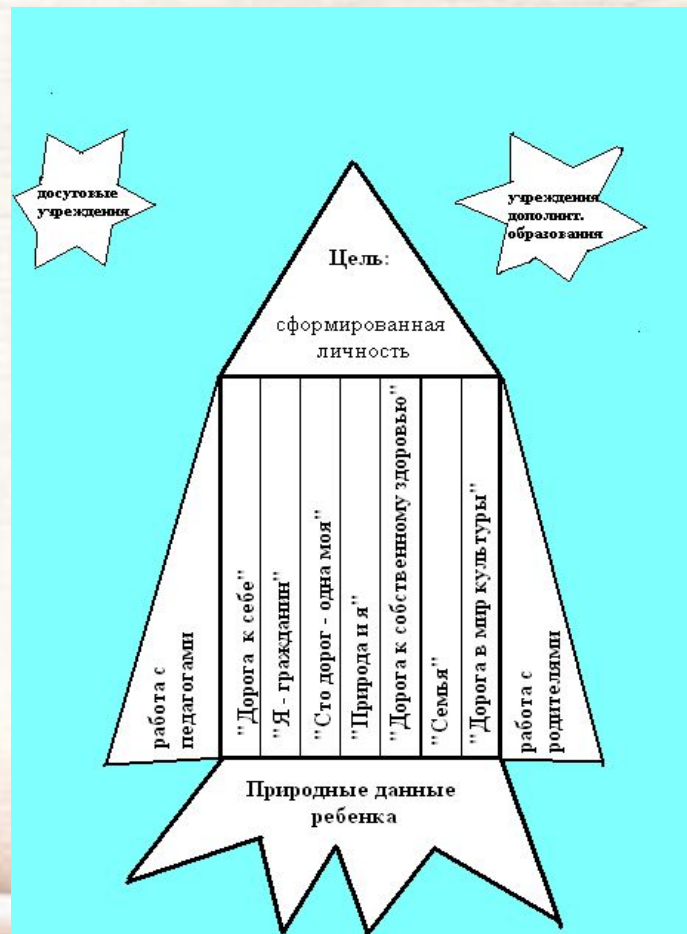 досутовые
учреждения
учреждения
дополнит.
образования
Цель:
сформированная
личность
работа с
педагогами
"Дорога к себе"
"Я - гражданин"
"Сто дорог - одна моя"
"Природа и я"
"Дорога к собственному здоровью"
"Семья"
"Дорога в мир культуры"
работа с
родителями
Природные данные
ребенка